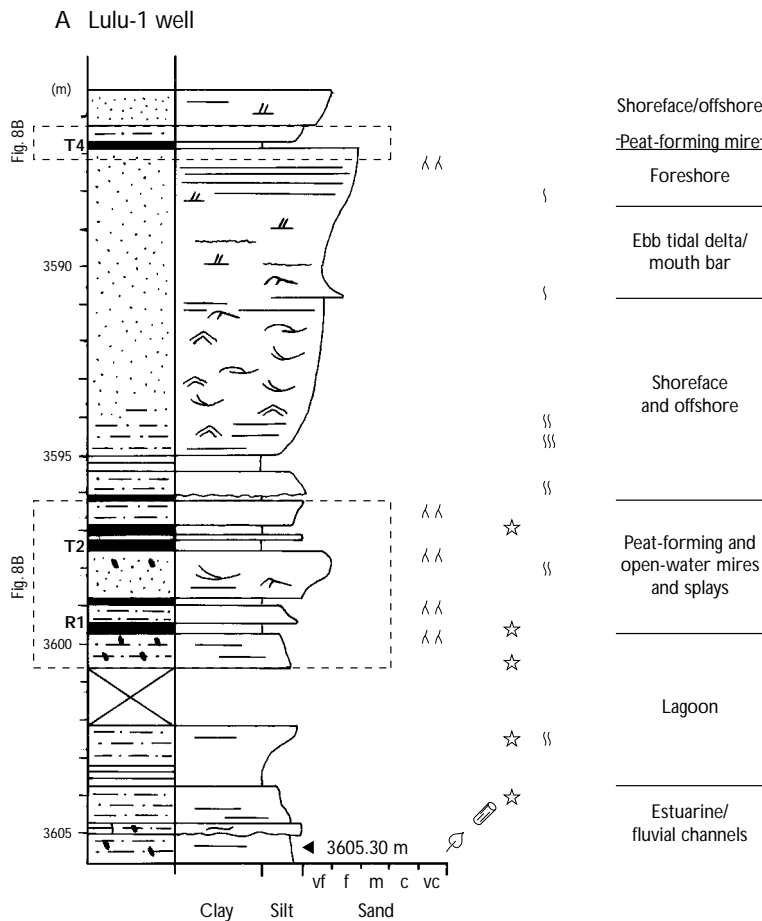 A Lulu-1 well
(m)
Fig. 8B
T4
3590
3595
Fig. 8B
T2
R1
3600
3605
3605.30 m
vf f m c vc
Clay Silt Sand
Shoreface/offshore
Peat-forming mire
Foreshore
Ebb tidal delta/
mouth bar
Shoreface
and offshore
Peat-forming and
open-water mires
and splays
Lagoon
Estuarine/
fluvial channels